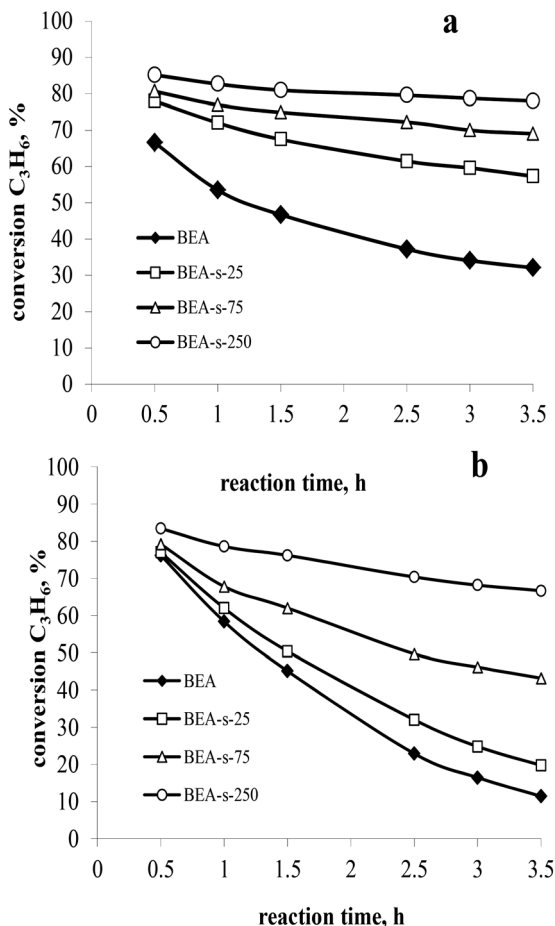 a
100
90
80
70
60
50
40
30
20
10
0
conversion C₃H₆, %
BEA
BEA-s-25
BEA-s-75
BEA-s-250
0 0.5 1 1.5 2 2.5 3 3.5
reaction time, h
b
100
90
80
70
60
50
40
30
20
10
0
conversion C₃H₆, %
BEA
BEA-s-25
BEA-s-75
BEA-s-250
0 0.5 1 1.5 2 2.5 3 3.5
reaction time, h